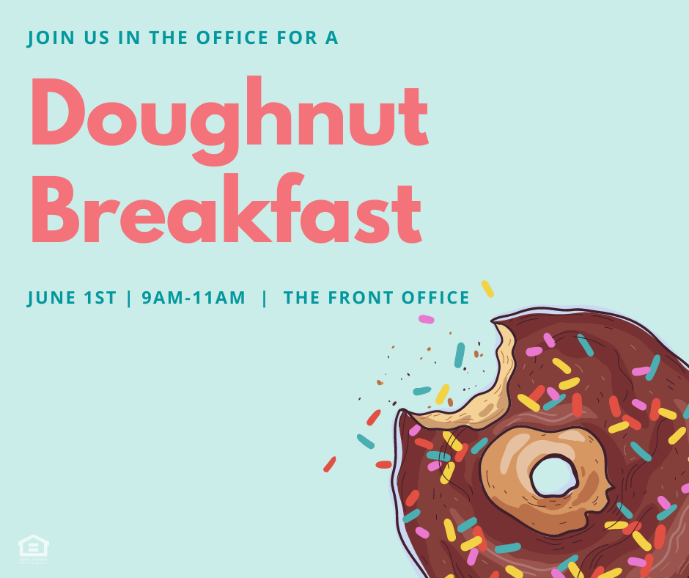 JOIN US IN THE OFFICE FOR A
Doughnut
Breakfast
JUNE 1ST | 9AM-11AM | THE FRONT OFFICE